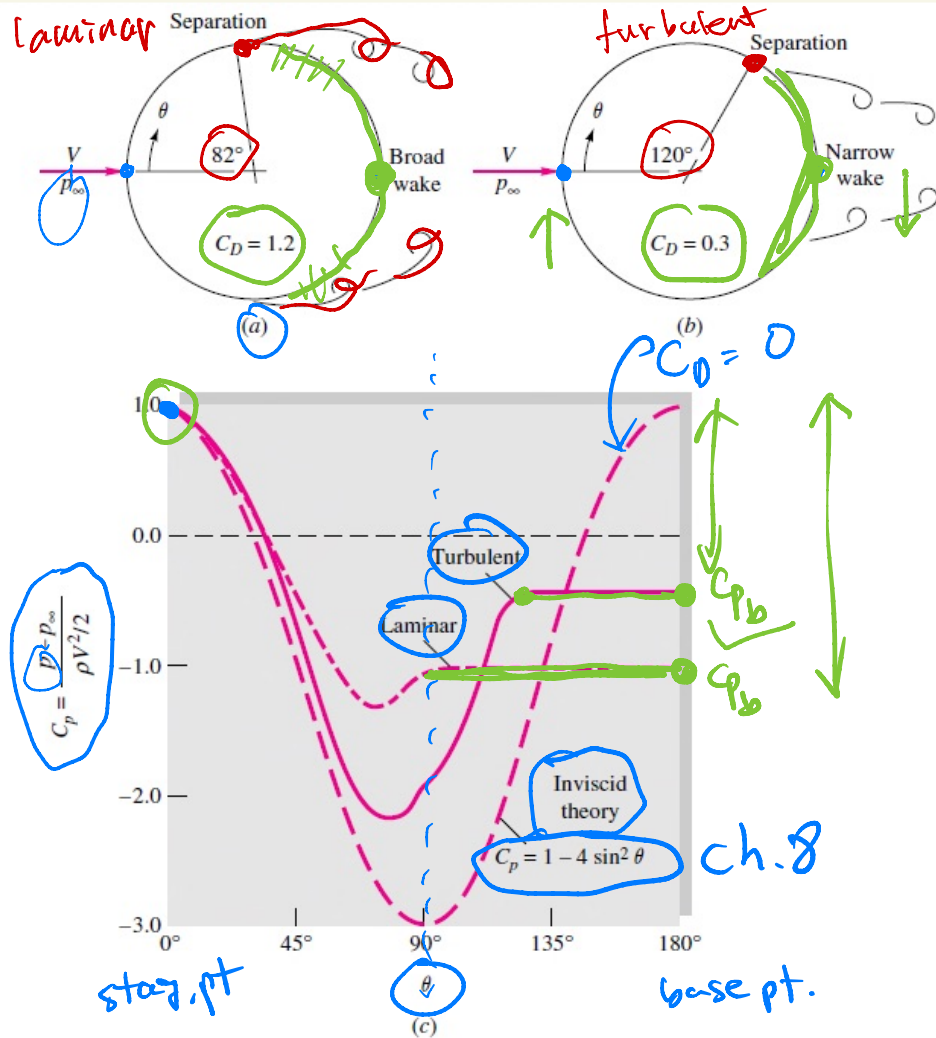 laminar
Separation
θ
82°
V
p∞
Broad
wake
C_D = 1.2
(a)
turbulent
Separation
θ
120°
V
p∞
Narrow
wake
C_D = 0.3
(b)
C_D = 0
1.0
0.0
−1.0
−2.0
−3.0
C_p = (p − p∞) / (ρV²/2)
Turbulent
Laminar
C_pb
C_pb
Inviscid
theory
C_p = 1 − 4 sin² θ
ch.8
0°
45°
90°
135°
180°
stag.pt
θ
base pt.
(c)